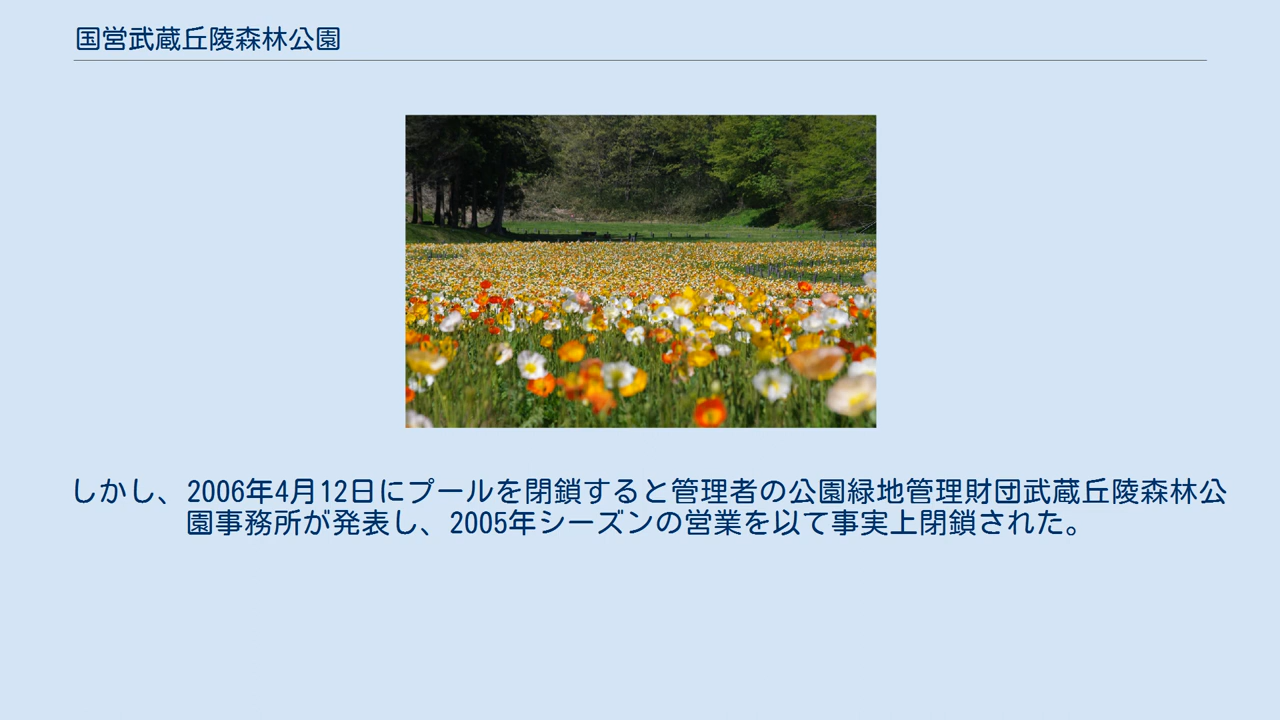 国営武蔵丘陵森林公園
しかし、2006年4月12日にプールを閉鎖すると管理者の公園緑地管理財団武蔵丘陵森林公
園事務所が発表し、2005年シーズンの営業を以て事実上閉鎖された。